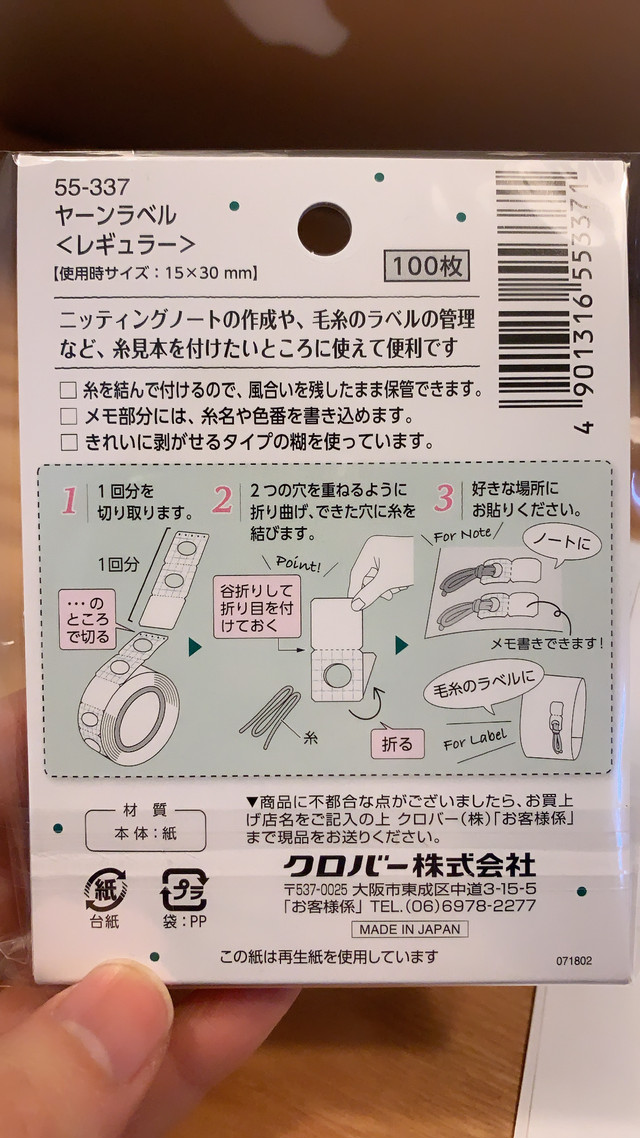 55-337
ヤーンラベル
<レギュラー>
【使用時サイズ：15×30 mm】
100枚
4 901316 553371
ニッティングノートの作成や、毛糸のラベルの管理
など、糸見本を付けたいところに使えて便利です
□ 糸を結んで付けるので、風合いを残したまま保管できます。
□ メモ部分には、糸名や色番を書き込めます。
□ きれいに剥がせるタイプの糊を使っています。
1
1回分を
切り取ります。
1回分
…の
ところ
で切る
2
2つの穴を重ねるように
折り曲げ、できた穴に糸を
結びます。
Point!
谷折りして
折り目を付
けておく
糸
折る
3
好きな場所に
お貼りください。
For Note
ノートに
メモ書きできます!
毛糸のラベルに
For Label
材質
本体：紙
▼商品に不都合な点がございましたら、お買上
げ店名をご記入の上 クロバー(株)「お客様係」
まで現品をお送りください。
紙
台紙
プラ
袋：PP
クロバー株式会社
〒537-0025 大阪市東成区中道3-15-5
「お客様係」 TEL.(06)6978-2277
MADE IN JAPAN
この紙は再生紙を使用しています
071802